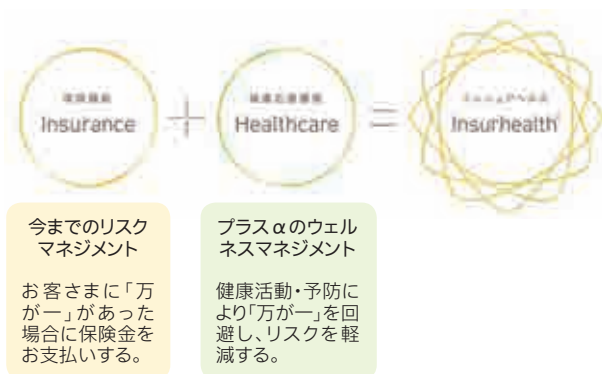 Insurance
+
Healthcare
=
Insurhealth
今までのリスク
マネジメント
お客さまに「万
が一」があった
場合に保険金を
お支払いする。
プラスαのウェル
ネスマネジメント
健康活動・予防に
より「万が一」を回
避し、リスクを軽
減する。